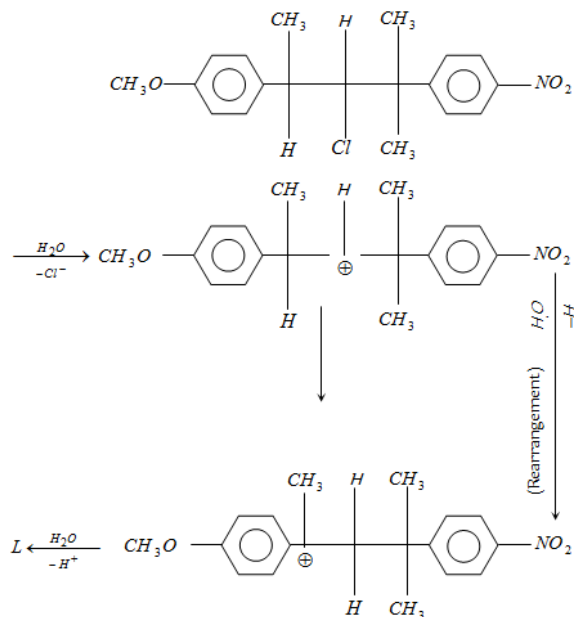 CH₃ H CH₃
CH₃O NO₂
H Cl CH₃
CH₃ H CH₃
H₂O
−Cl⁻ CH₃O ⊕ NO₂
H CH₃
H⁻
OH
(Rearrangement)
CH₃ H CH₃
L H₂O
−H⁺ CH₃O ⊕ NO₂
H CH₃